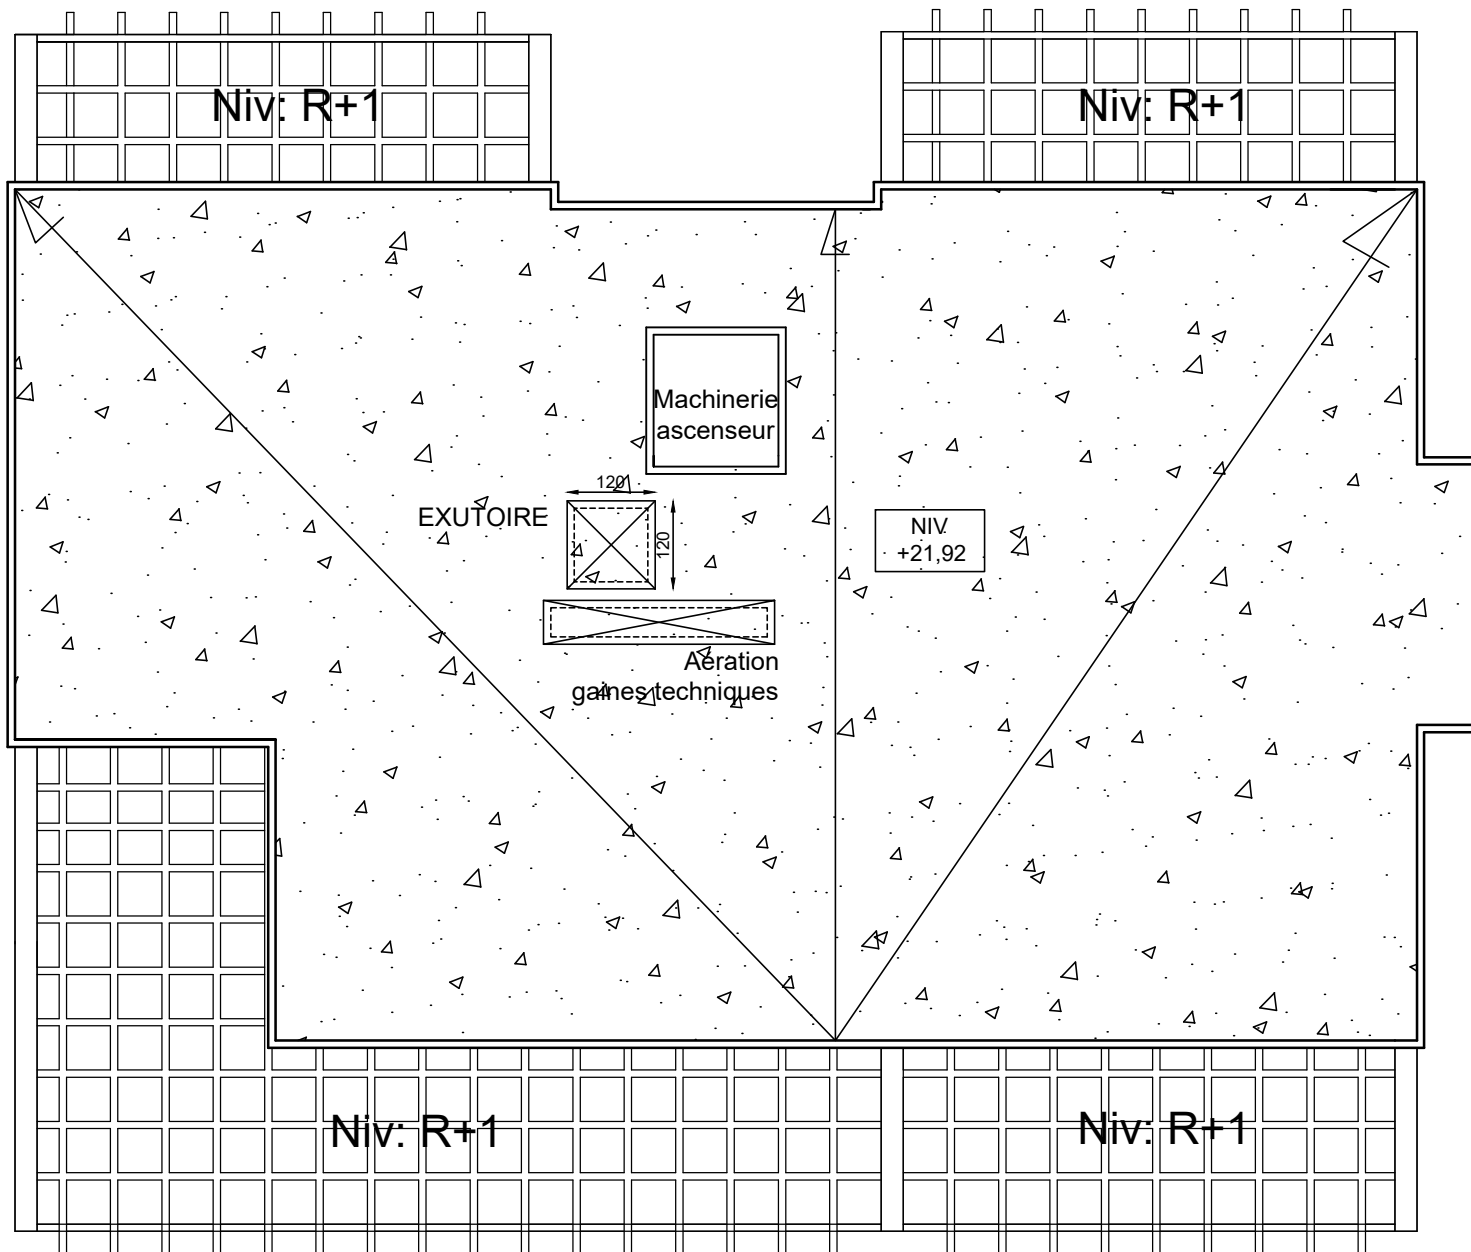 Niv: R+1
Niv: R+1
Machinerie
ascenseur
120
EXUTOIRE
120
NIV.
+21,92
Aération
gaines techniques
Niv: R+1
Niv: R+1